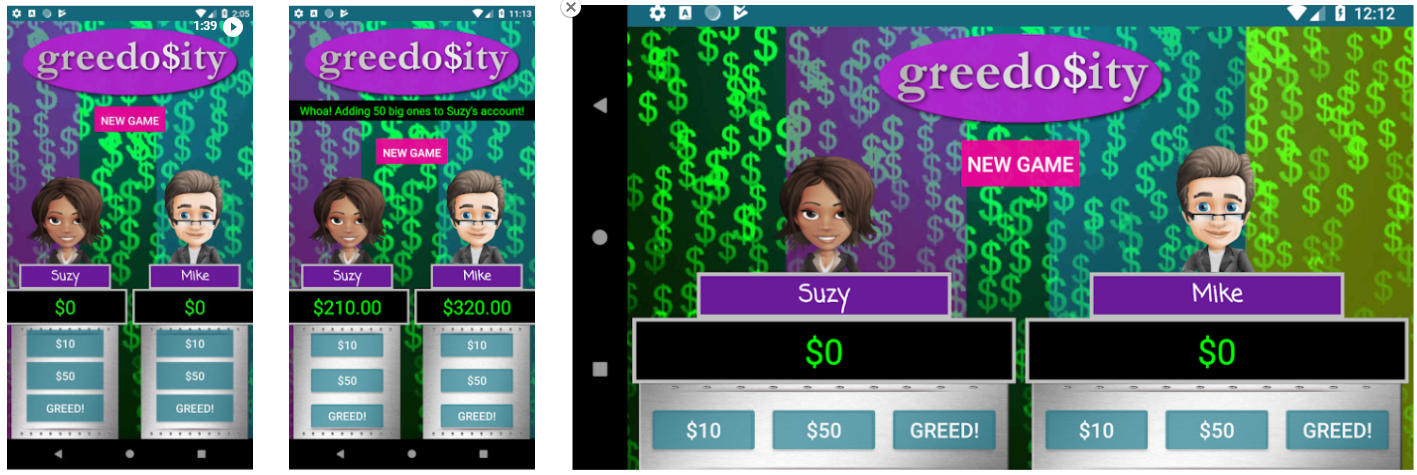 2:05
1:39
greedo$ity
NEW GAME
Suzy Mike
$0 $0
$10 $10
$50 $50
GREED! GREED!
11:13
greedo$ity
Whoa! Adding 50 big ones to Suzy's account!
NEW GAME
Suzy Mike
$210.00 $320.00
$10 $10
$50 $50
GREED! GREED!
A 12:12
greedo$ity
NEW GAME
Suzy Mike
$0 $0
$10 $50 GREED! $10 $50 GREED!